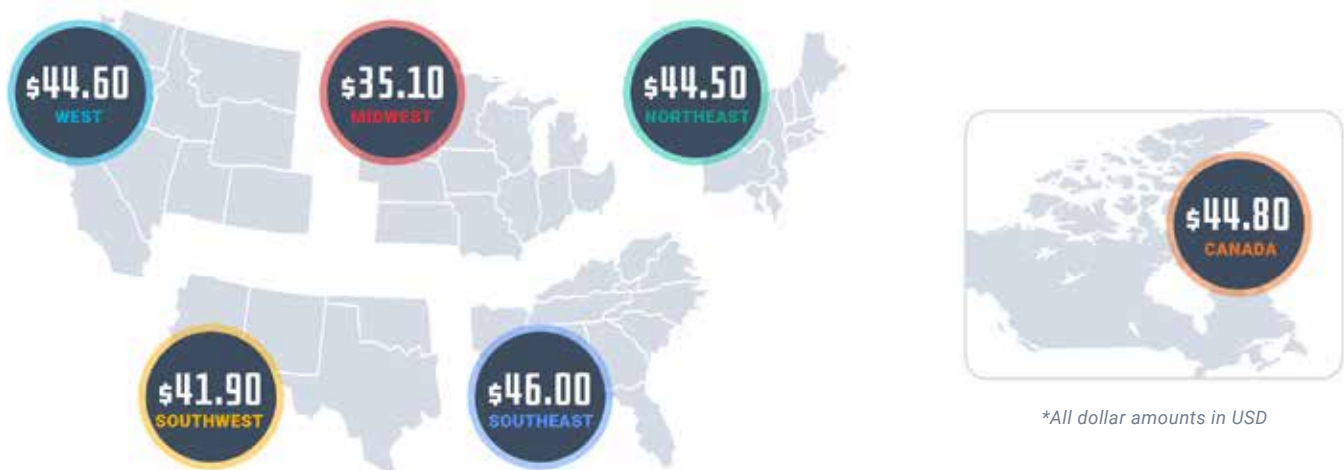 $44.60
WEST
$35.10
MIDWEST
$44.50
NORTHEAST
$44.80
CANADA
$41.90
SOUTHWEST
$46.00
SOUTHEAST
*All dollar amounts in USD